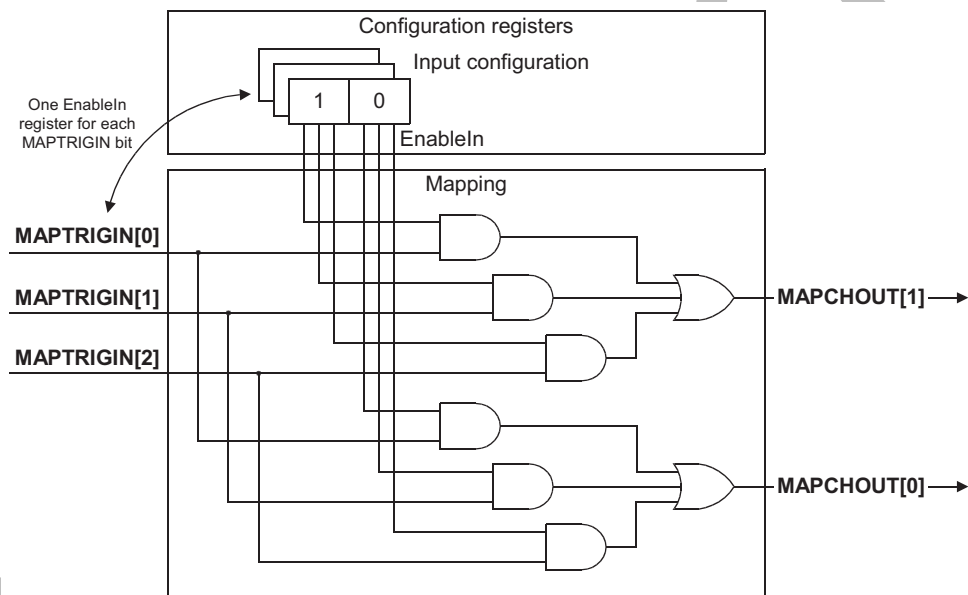 Configuration registers
Input configuration
1 0
One EnableIn
register for each
MAPTRIGIN bit
EnableIn
Mapping
MAPTRIGIN[0]
MAPTRIGIN[1]
MAPCHOUT[1]
MAPTRIGIN[2]
MAPCHOUT[0]